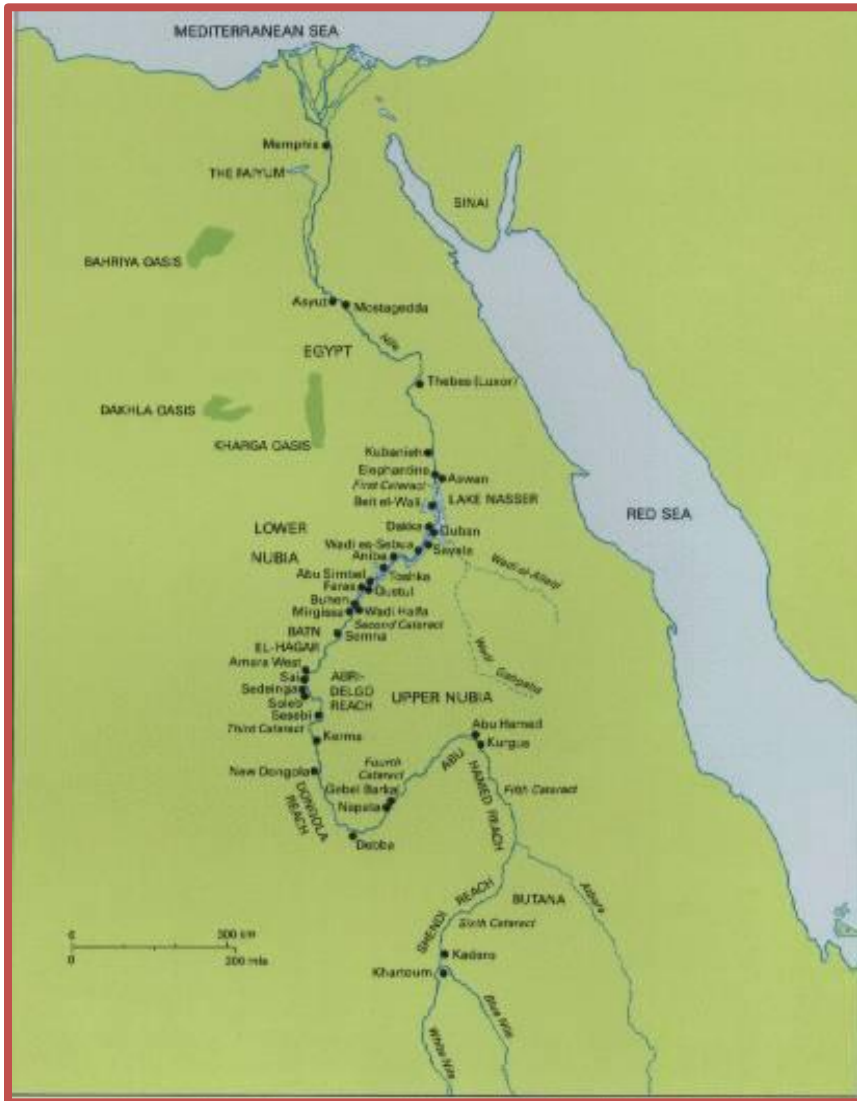 MEDITERRANEAN SEA
Memphis
THE FAIYUM
SINAI
BAHRIYA OASIS
Asyut
Mostagedda
Nile
EGYPT
Thebes (Luxor)
DAKHLA OASIS
KHARGA OASIS
Kubanieh
Elephantine
Aswan
First Cataract
Beit el-Wali
LAKE NASSER
RED SEA
LOWER
NUBIA
Dakka
Quban
Wadi es-Sebua
Sayala
Aniba
Wadi el-Allaqi
Toshka
Abu Simbel
Faras
Qustul
Buhen
Mirgissa
Wadi Halfa
Second Cataract
BATN
EL-HAGAR
Semna
Wadi Gabgaba
Amara West
Sai
ABRI-
DELGO
REACH
Sedeinga
Soleb
UPPER NUBIA
Sesebi
Third Cataract
Kerma
Abu Hamed
Kurgus
Fourth
Cataract
ABU
HAMED REACH
New Dongola
Gebel Barkal
Fifth Cataract
Napata
DONGOLA
REACH
Debba
SHENDI REACH
BUTANA
Atbara
Sixth Cataract
0 300 km
0 200 mls
Kadero
Khartoum
Blue Nile
White Nile